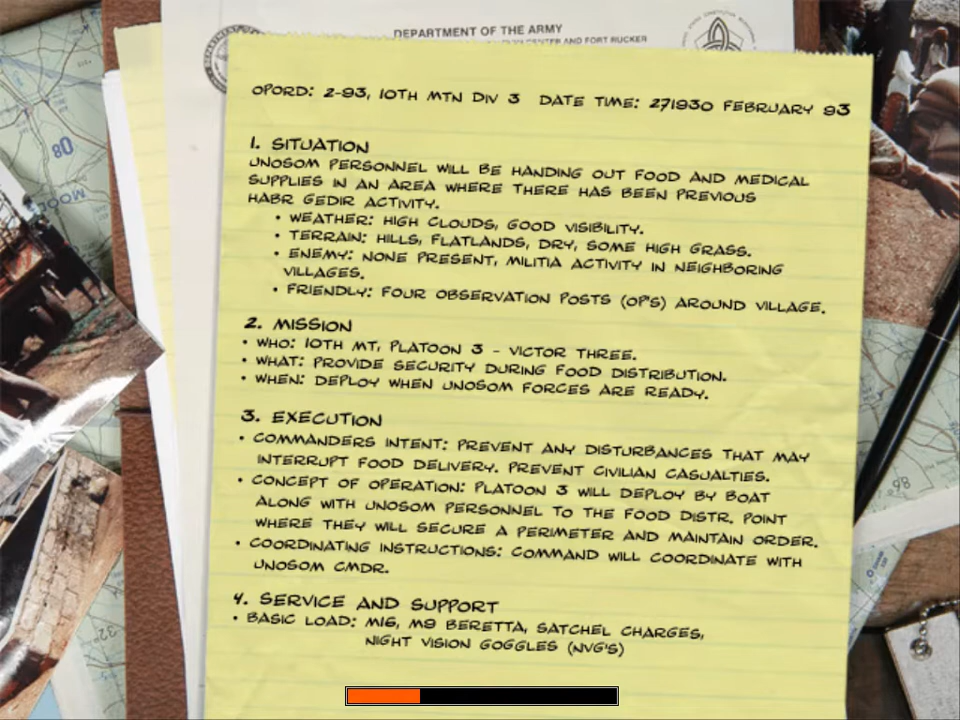 DEPARTMENT OF THE ARMY
CENTER AND FORT RUCKER
OPORD: 2-93, 10TH MTN DIV 3 DATE TIME: 271930 FEBRUARY 93
1. SITUATION
UNOSOM PERSONNEL WILL BE HANDING OUT FOOD AND MEDICAL
SUPPLIES IN AN AREA WHERE THERE HAS BEEN PREVIOUS
HABR GEDIR ACTIVITY.
• WEATHER: HIGH CLOUDS, GOOD VISIBILITY.
• TERRAIN: HILLS, FLATLANDS, DRY, SOME HIGH GRASS.
• ENEMY: NONE PRESENT, MILITIA ACTIVITY IN NEIGHBORING
VILLAGES.
• FRIENDLY: FOUR OBSERVATION POSTS (OP'S) AROUND VILLAGE.
2. MISSION
• WHO: 10TH MT, PLATOON 3 - VICTOR THREE.
• WHAT: PROVIDE SECURITY DURING FOOD DISTRIBUTION.
• WHEN: DEPLOY WHEN UNOSOM FORCES ARE READY.
3. EXECUTION
• COMMANDERS INTENT: PREVENT ANY DISTURBANCES THAT MAY
INTERRUPT FOOD DELIVERY. PREVENT CIVILIAN CASUALTIES.
• CONCEPT OF OPERATION: PLATOON 3 WILL DEPLOY BY BOAT
ALONG WITH UNOSOM PERSONNEL TO THE FOOD DISTR. POINT
WHERE THEY WILL SECURE A PERIMETER AND MAINTAIN ORDER.
• COORDINATING INSTRUCTIONS: COMMAND WILL COORDINATE WITH
UNOSOM CMDR.
4. SERVICE AND SUPPORT
• BASIC LOAD: M16, M9 BERETTA, SATCHEL CHARGES,
NIGHT VISION GOGGLES (NVG'S)
80
98
32°